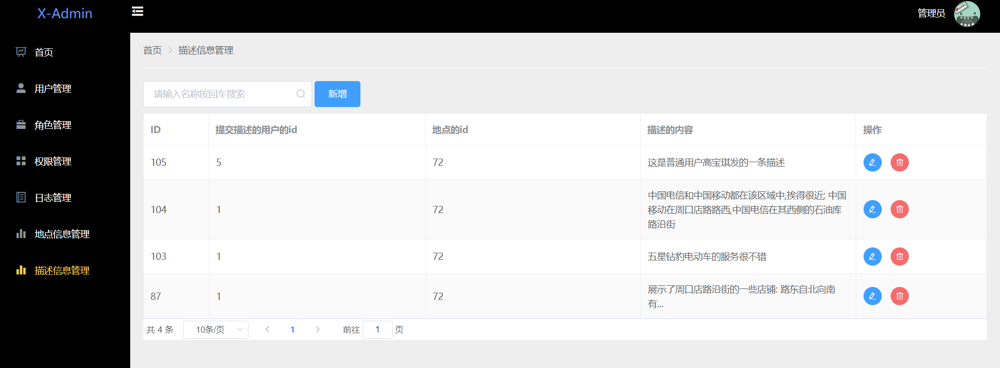 X-Admin
管理员
首页
用户管理
角色管理
权限管理
日志管理
地点信息管理
描述信息管理
首页 描述信息管理
请输入名称按回车搜索 新增
ID 提交描述的用户的id 地点的id 描述的内容 操作
105 5 72 这是普通用户高宝琪发的一条描述
104 1 72 中国电信和中国移动都在该区域中,挨得很近; 中国
移动在周口店路路西,中国电信在其西侧的石油库
路沿街
103 1 72 五星钻豹电动车的服务很不错
87 1 72 展示了周口店路沿街的一些店铺: 路东自北向南
有...
共 4 条 10条/页 1 前往 1 页